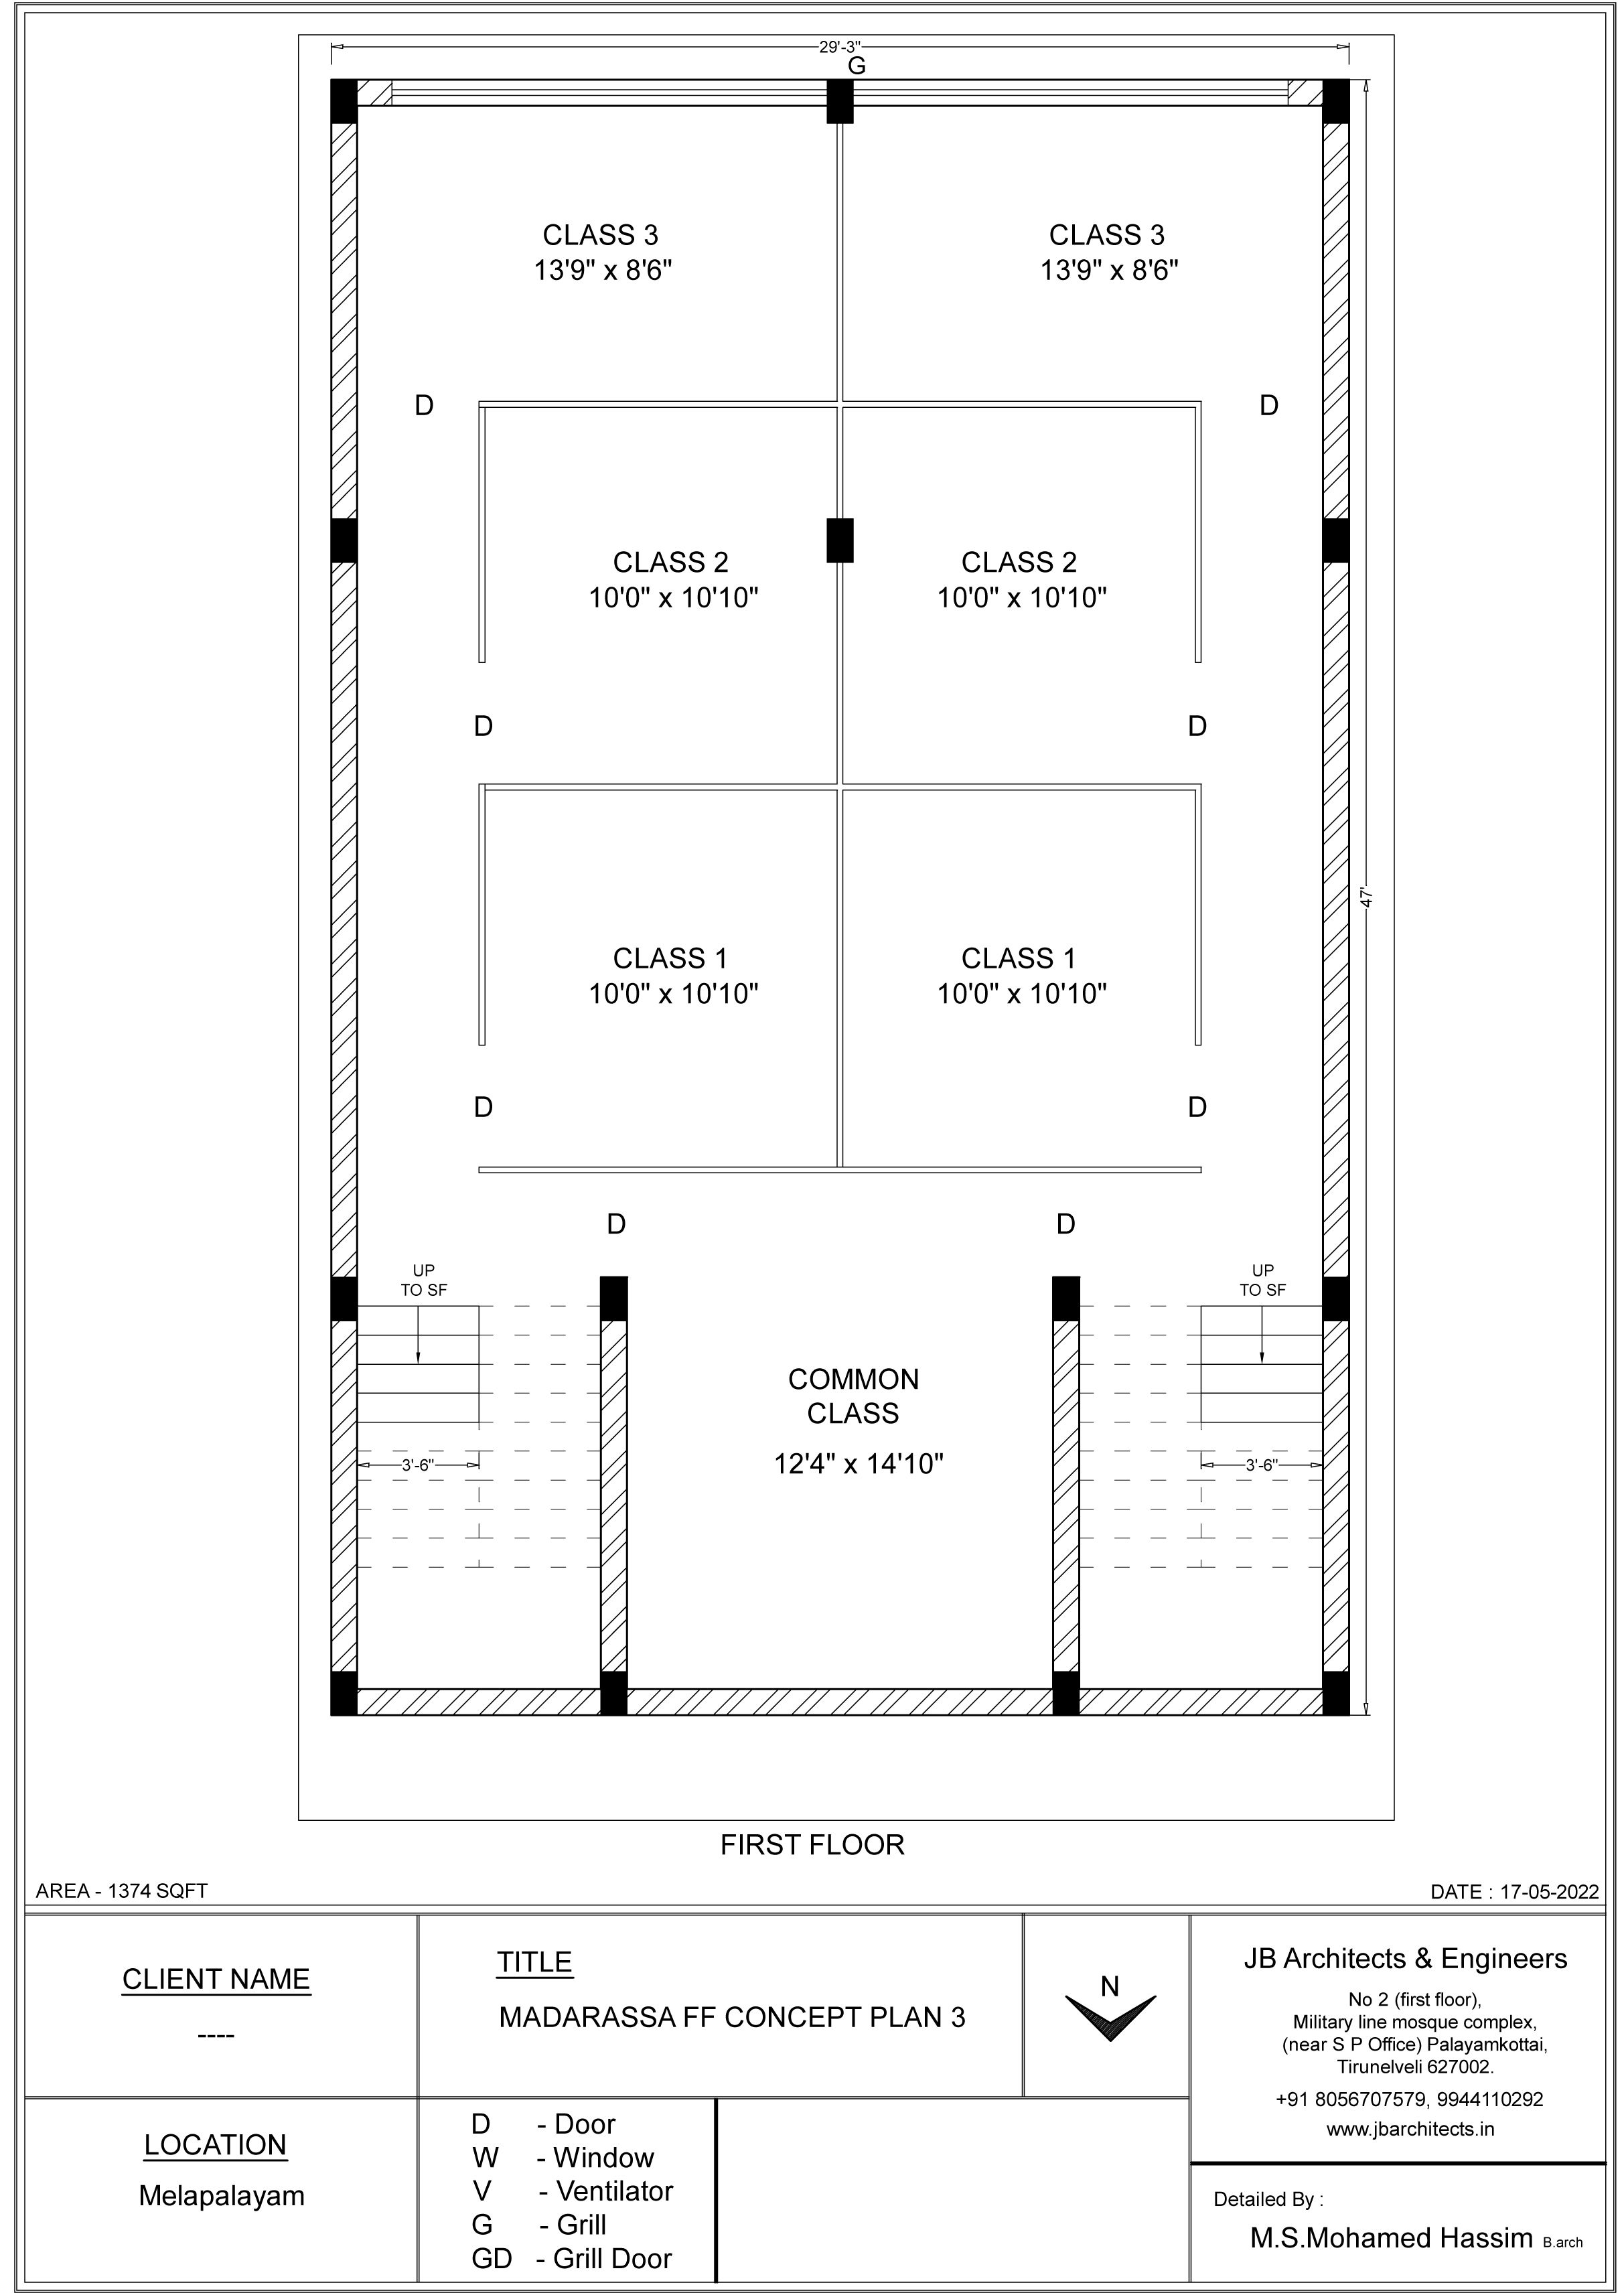 29'-3"
G
CLASS 3
13'9" x 8'6"
CLASS 3
13'9" x 8'6"
D
D
CLASS 2
10'0" x 10'10"
CLASS 2
10'0" x 10'10"
D
D
47'
CLASS 1
10'0" x 10'10"
CLASS 1
10'0" x 10'10"
D
D
D
D
UP
TO SF
UP
TO SF
COMMON
CLASS
12'4" x 14'10"
3'-6"
3'-6"
FIRST FLOOR
AREA - 1374 SQFT
DATE : 17-05-2022
CLIENT NAME
----
TITLE
MADARASSA FF CONCEPT PLAN 3
N
JB Architects & Engineers
No 2 (first floor),
Military line mosque complex,
(near S P Office) Palayamkottai,
Tirunelveli 627002.
+91 8056707579, 9944110292
www.jbarchitects.in
LOCATION
Melapalayam
D - Door
W - Window
V - Ventilator
G - Grill
GD - Grill Door
Detailed By :
M.S.Mohamed Hassim B.arch